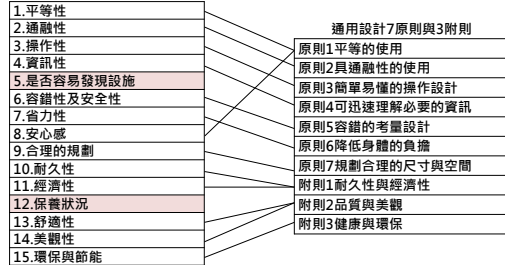 1.平等性
2.通融性
3.操作性
4.資訊性
5.是否容易發現設施
6.容錯性及安全性
7.省力性
8.安心感
9.合理的規劃
10.耐久性
11.經濟性
12.保養狀況
13.舒適性
14.美觀性
15.環保與節能
通用設計7原則與3附則
原則1平等的使用
原則2具通融性的使用
原則3簡單易懂的操作設計
原則4可迅速理解必要的資訊
原則5容錯的考量設計
原則6降低身體的負擔
原則7規劃合理的尺寸與空間
附則1耐久性與經濟性
附則2品質與美觀
附則3健康與環保